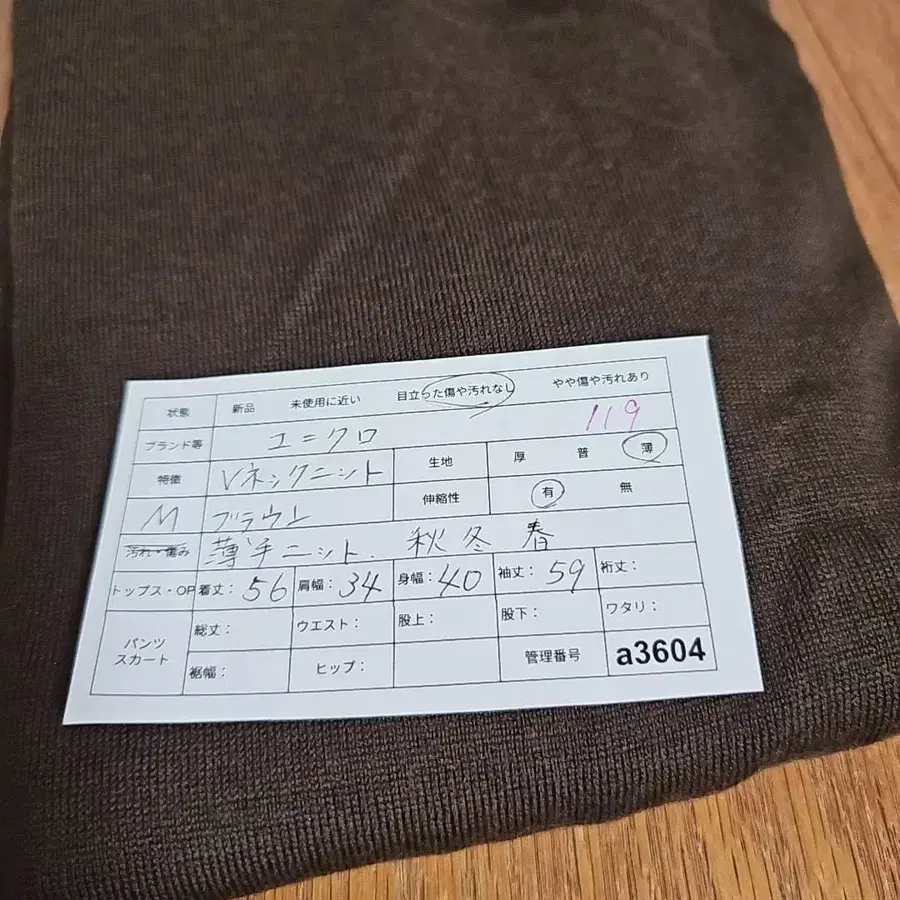 状態 新品 未使用に近い 目立った傷や汚れなし やや傷や汚れあり
ブランド等 ユニクロ 119
特徴 Vネックニット 生地 厚 普 薄
M ブラウン 伸縮性 有 無
汚れ・傷み 薄手ニット. 秋冬春
トップス・OP 着丈: 56 肩幅: 34 身幅: 40 袖丈: 59 裄丈:
パンツ スカート 総丈: ウエスト: 股上: 股下: ワタリ:
裾幅: ヒップ: 管理番号 a3604